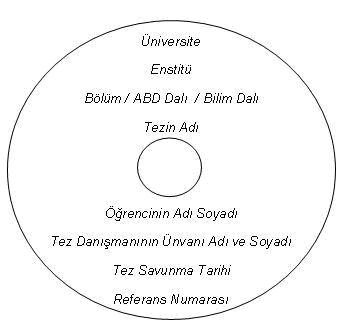 Üniversite
Enstitü
Bölüm / ABD Dalı / Bilim Dalı
Tezin Adı
Öğrencinin Adı Soyadı
Tez Danışmanının Ünvanı Adı ve Soyadı
Tez Savunma Tarihi
Referans Numarası